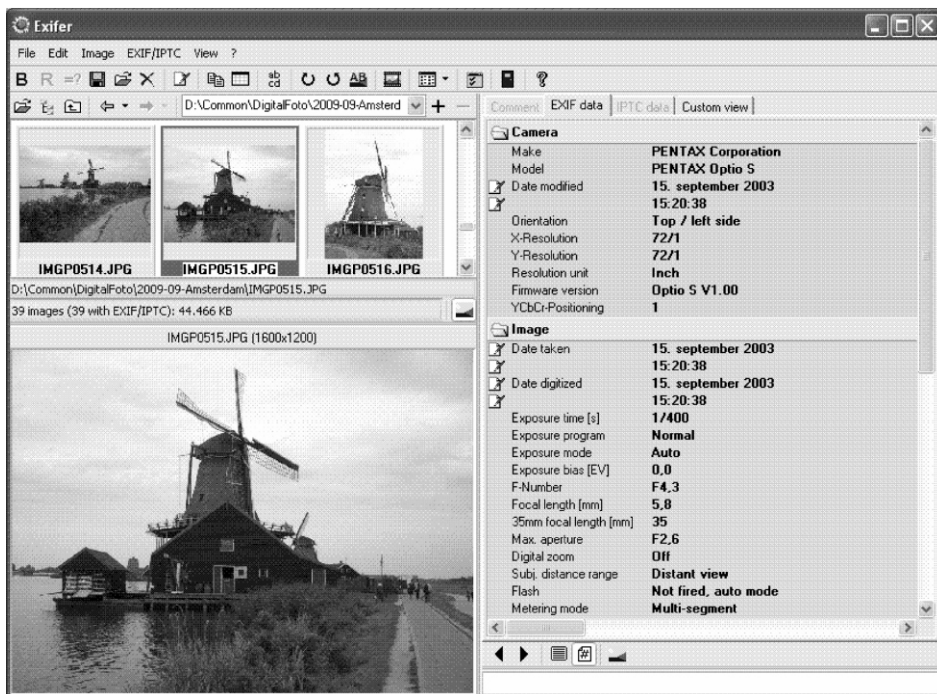 Exifer
File Edit Image EXIF/IPTC View ?
B R =? AB
ab
cd
D:\Common\DigitalFoto\2009-09-Amsterd
IMGP0514.JPG IMGP0515.JPG IMGP0516.JPG
D:\Common\DigitalFoto\2009-09-Amsterdam\IMGP0515.JPG
39 images (39 with EXIF/IPTC): 44.466 KB
IMGP0515.JPG (1600x1200)
Comment EXIF data IPTC data Custom view
Camera
Make PENTAX Corporation
Model PENTAX Optio S
Date modified 15. september 2003
15:20:38
Orientation Top / left side
X-Resolution 72/1
Y-Resolution 72/1
Resolution unit Inch
Firmware version Optio S V1.00
YCbCr-Positioning 1
Image
Date taken 15. september 2003
15:20:38
Date digitized 15. september 2003
15:20:38
Exposure time [s] 1/400
Exposure program Normal
Exposure mode Auto
Exposure bias [EV] 0,0
F-Number F4,3
Focal length [mm] 5,8
35mm focal length [mm] 35
Max. aperture F2,6
Digital zoom Off
Subj. distance range Distant view
Flash Not fired, auto mode
Metering mode Multi-segment
#